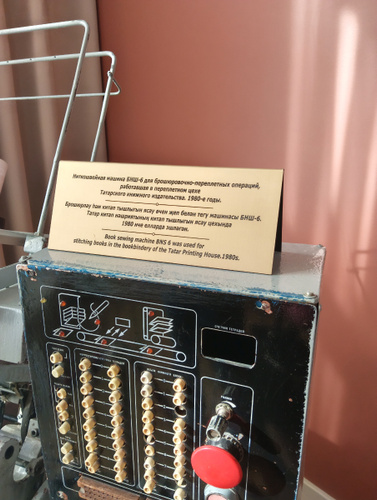 Ниткошвейная машина БНШ-6 для брошюровочно-переплетных операций,
работавшая в переплетном цехе
Татарского книжного издательства. 1980-е годы.
Брошюралау һәм китап тышлыгын ясау өчен җеп белән тегү машинасы БНШ-6.
Татар китап нәшриятының китап тышлыгын ясау цехында
1980 нче елларда эшләгән.
Book sewing machine BNS 6 was used for
stitching books in the bookbindery of the Tatar Printing House.1980s.
СЧЕТЧИК ТЕТРАДЕЙ